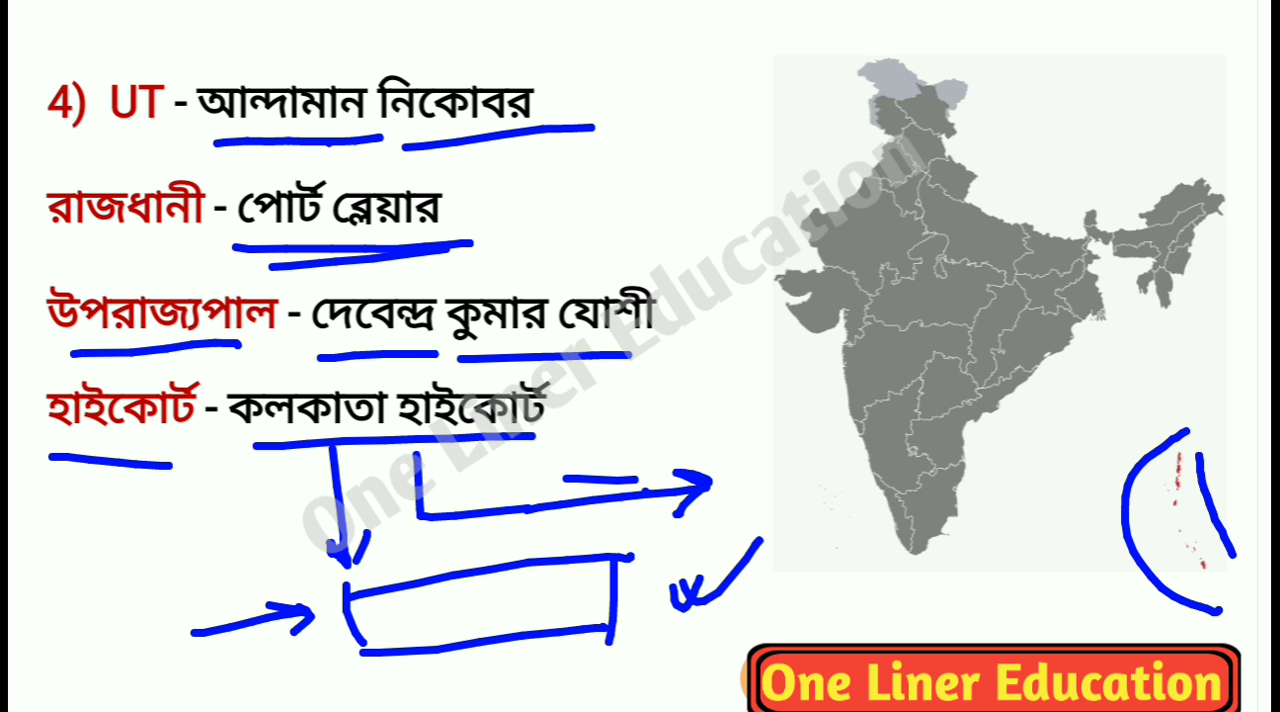 4) UT - আন্দামান নিকোবর
রাজধানী - পোর্ট ব্লেয়ার
উপরাজ্যপাল - দেবেন্দ্র কুমার যোশী
হাইকোর্ট - কলকাতা হাইকোর্ট
One Liner Education
One Liner Education